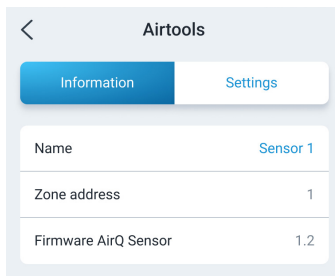 Airtools
Information Settings
Name Sensor 1
Zone address 1
Firmware AirQ Sensor 1.2